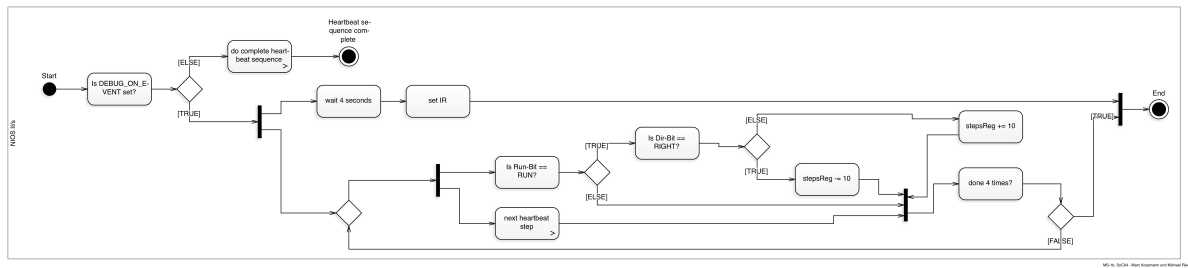 Heartbeat se-
quence com-
plete
do complete heart-
beat sequence
>
[ELSE]
Start
Is DEBUG_ON_E-
VENT set?
[TRUE]
wait 4 seconds
set IR
End
[TRUE]
NIOS II/s
[ELSE]
stepsReg += 10
Is Dir-Bit ==
RIGHT?
[TRUE]
Is Run-Bit ==
RUN?
[TRUE]
stepsReg -= 10
done 4 times?
[ELSE]
next heartbeat
step
>
[FALSE]